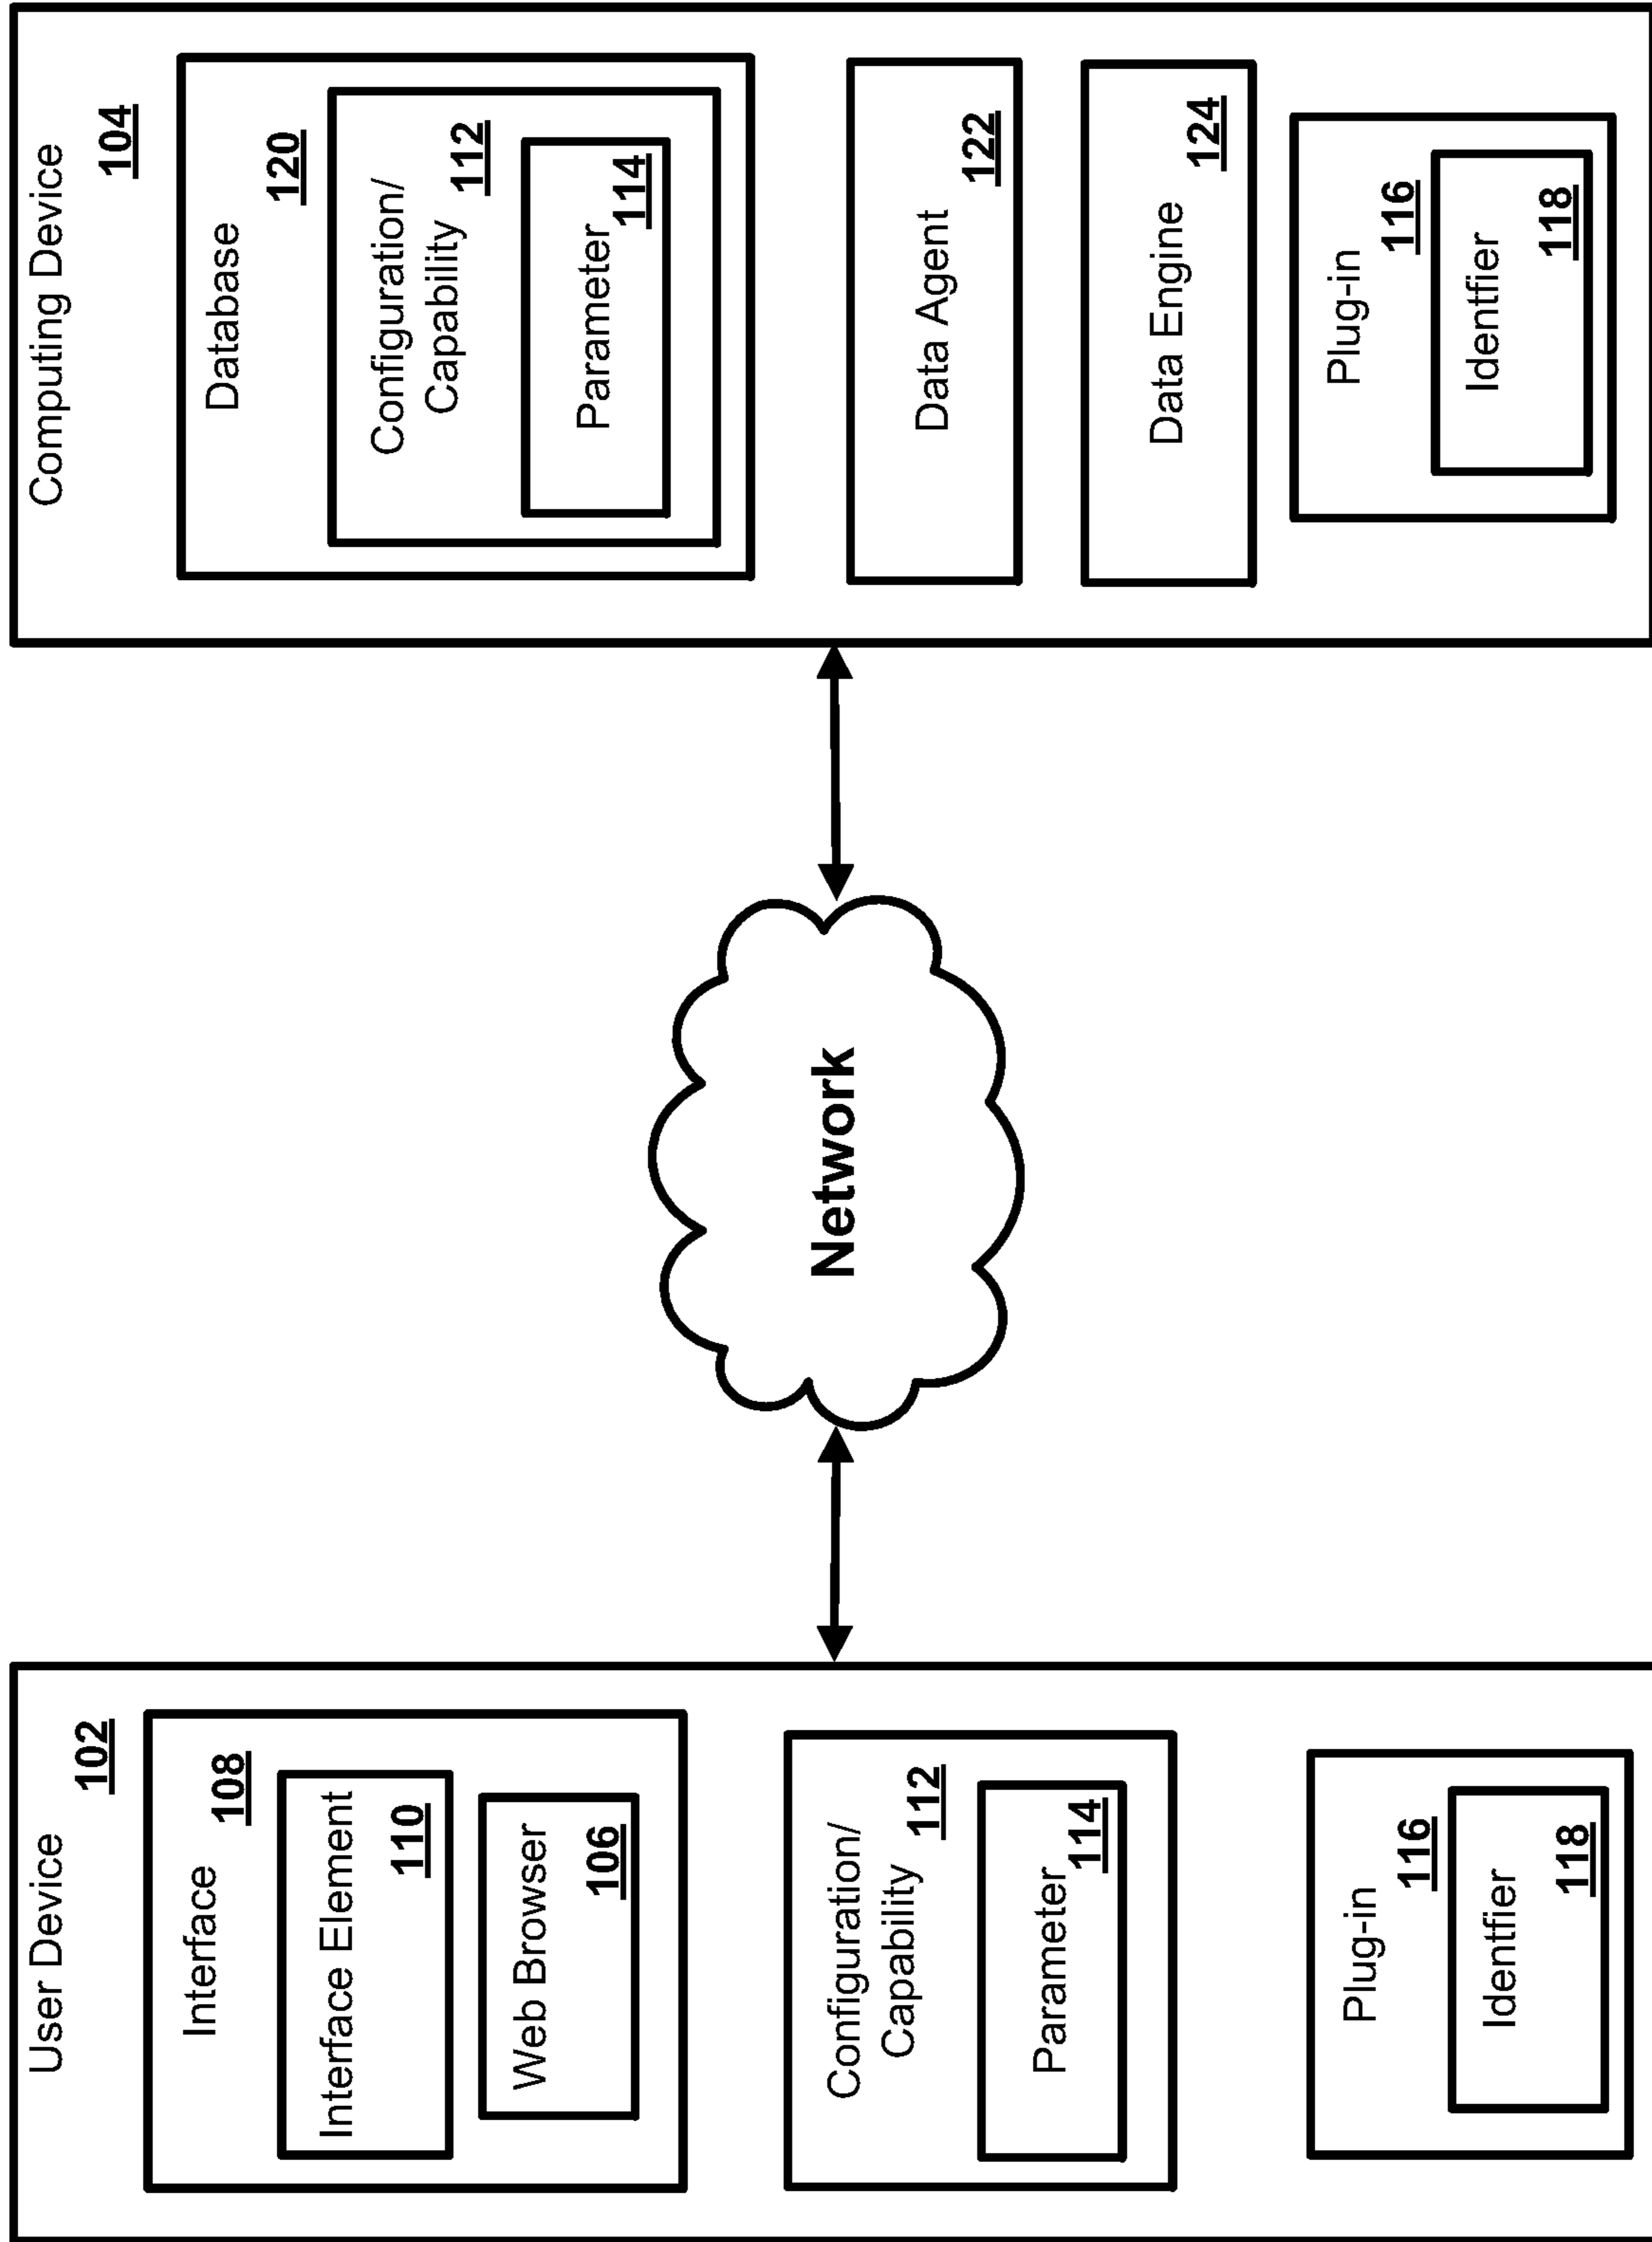 User Device
102
Interface
108
Interface Element
110
Web Browser
106
Configuration/
Capability
112
Parameter
114
Plug-in
116
Identfier
118
Network
Computing Device
104
Database
120
Configuration/
Capability
112
Parameter
114
Data Agent
122
Data Engine
124
Plug-in
116
Identfier
118